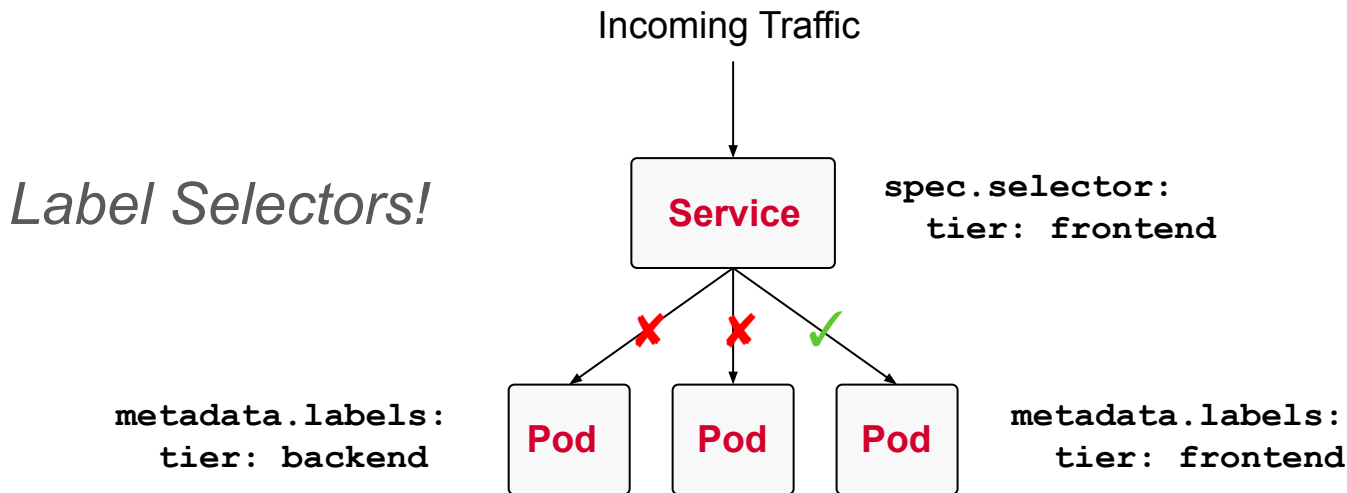 Incoming Traffic
Label Selectors!
Service
spec.selector:
tier: frontend
metadata.labels:
tier: backend
Pod
Pod
Pod
metadata.labels:
tier: frontend